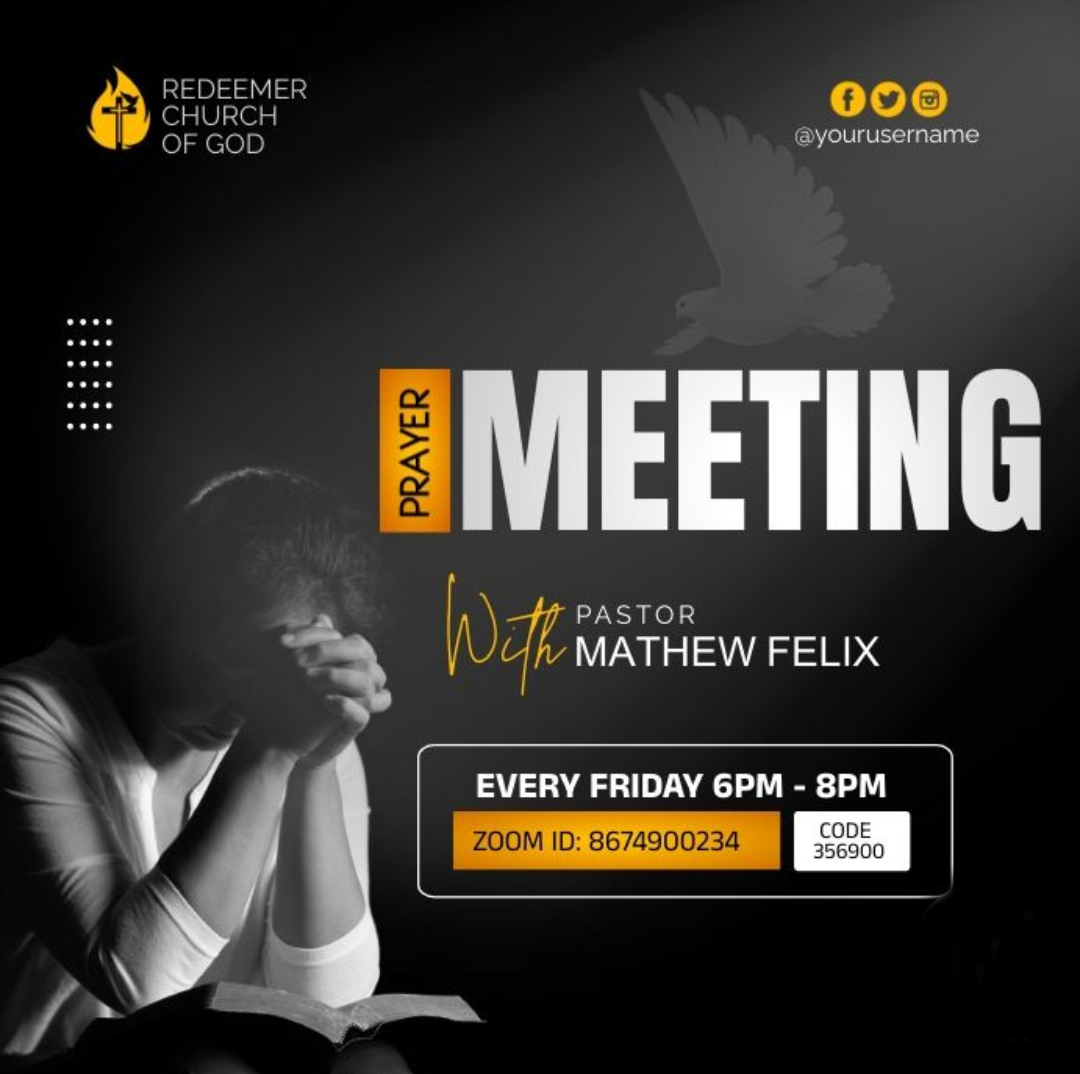 REDEEMER
CHURCH
OF GOD
@yourusername
PRAYER
MEETING
With
PASTOR
MATHEW FELIX
EVERY FRIDAY 6PM - 8PM
ZOOM ID: 8674900234
CODE
356900